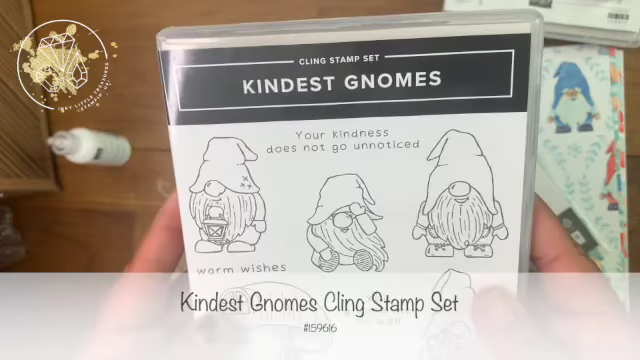 CLING STAMP SET
KINDEST GNOMES
Your kindness
does not go unnoticed
warm wishes
Kindest Gnomes Cling Stamp Set
#159616